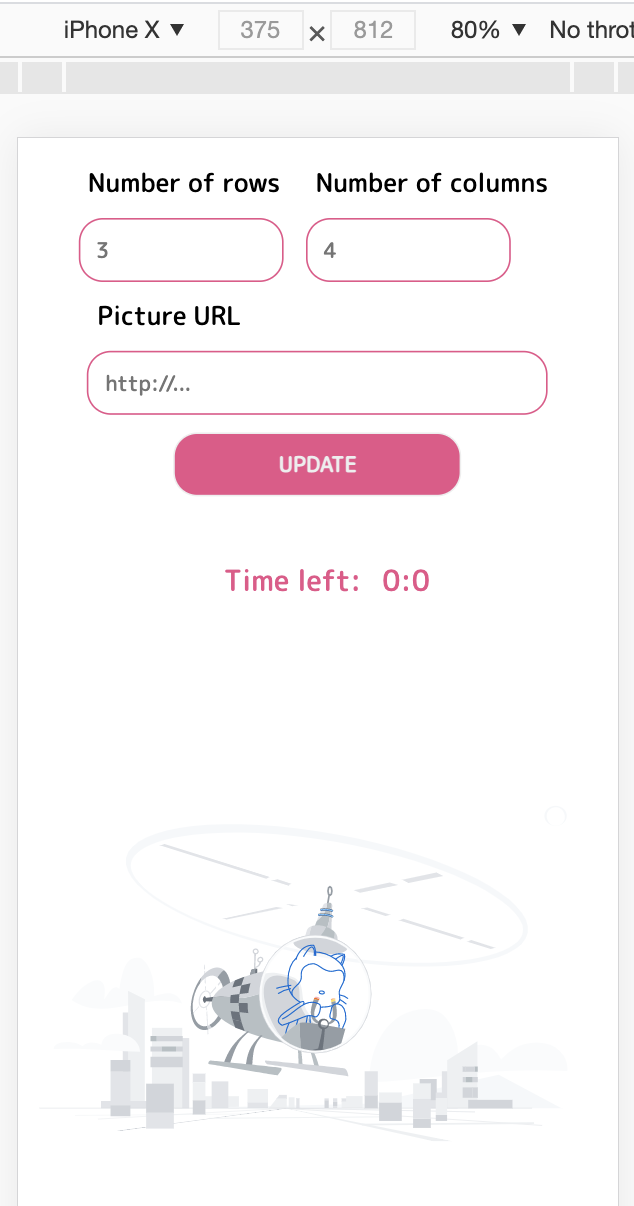 iPhone X ▼ 375 × 812 80% ▼ No throt
Number of rows Number of columns
3 4
Picture URL
http://...
UPDATE
Time left: 0:0